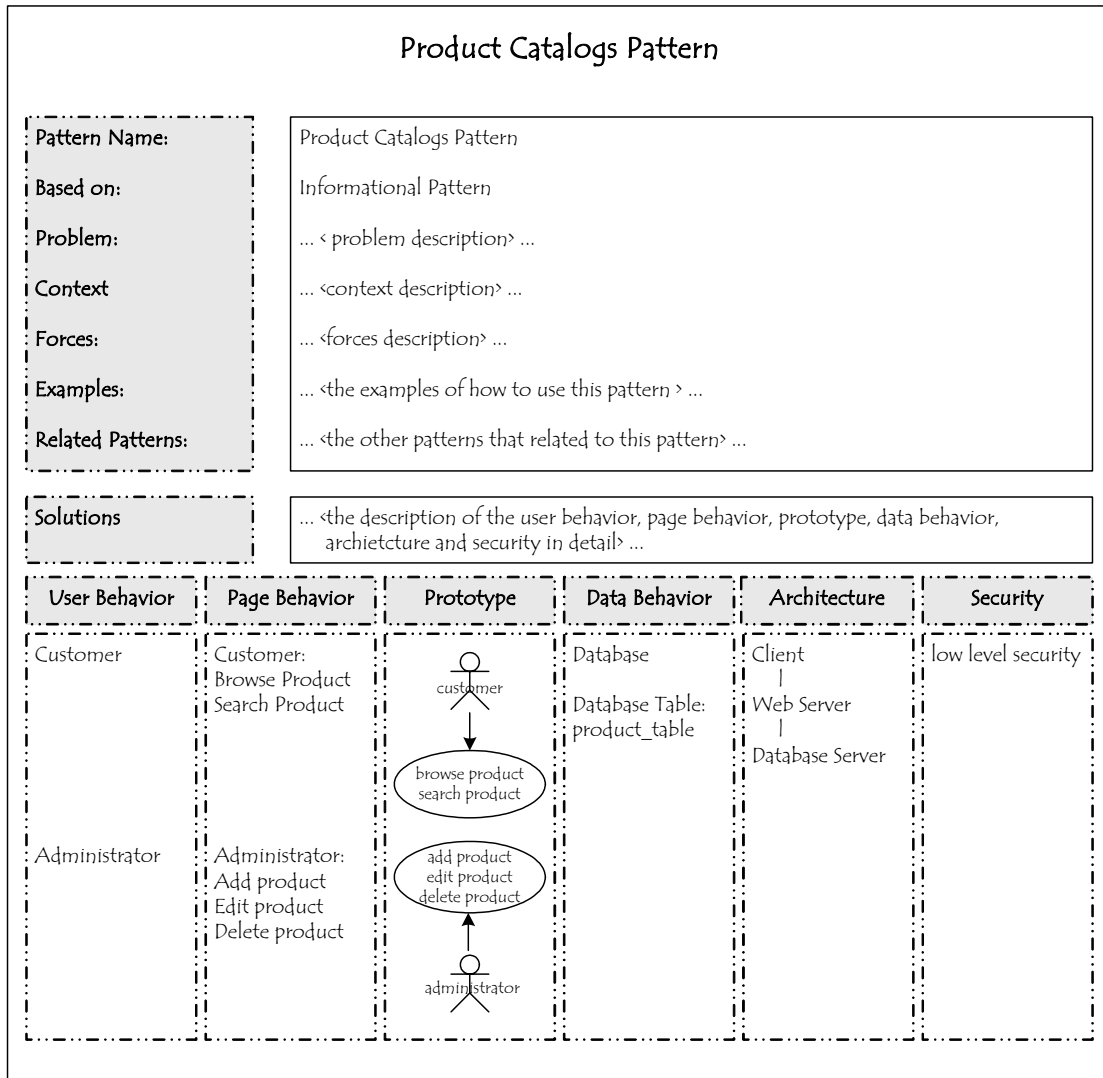 Product Catalogs Pattern
Pattern Name:
Product Catalogs Pattern
Based on:
Informational Pattern
Problem:
... < problem description> ...
Context
... <context description> ...
Forces:
... <forces description> ...
Examples:
... <the examples of how to use this pattern > ...
Related Patterns:
... <the other patterns that related to this pattern> ...
Solutions
... <the description of the user behavior, page behavior, prototype, data behavior,
archietcture and security in detail> ...
User Behavior
Page Behavior
Prototype
Data Behavior
Architecture
Security
Customer
Administrator
Customer:
Browse Product
Search Product
Administrator:
Add product
Edit product
Delete product
customer
browse product
search product
add product
edit product
delete product
administrator
Database
Database Table:
product_table
Client
|
Web Server
|
Database Server
low level security